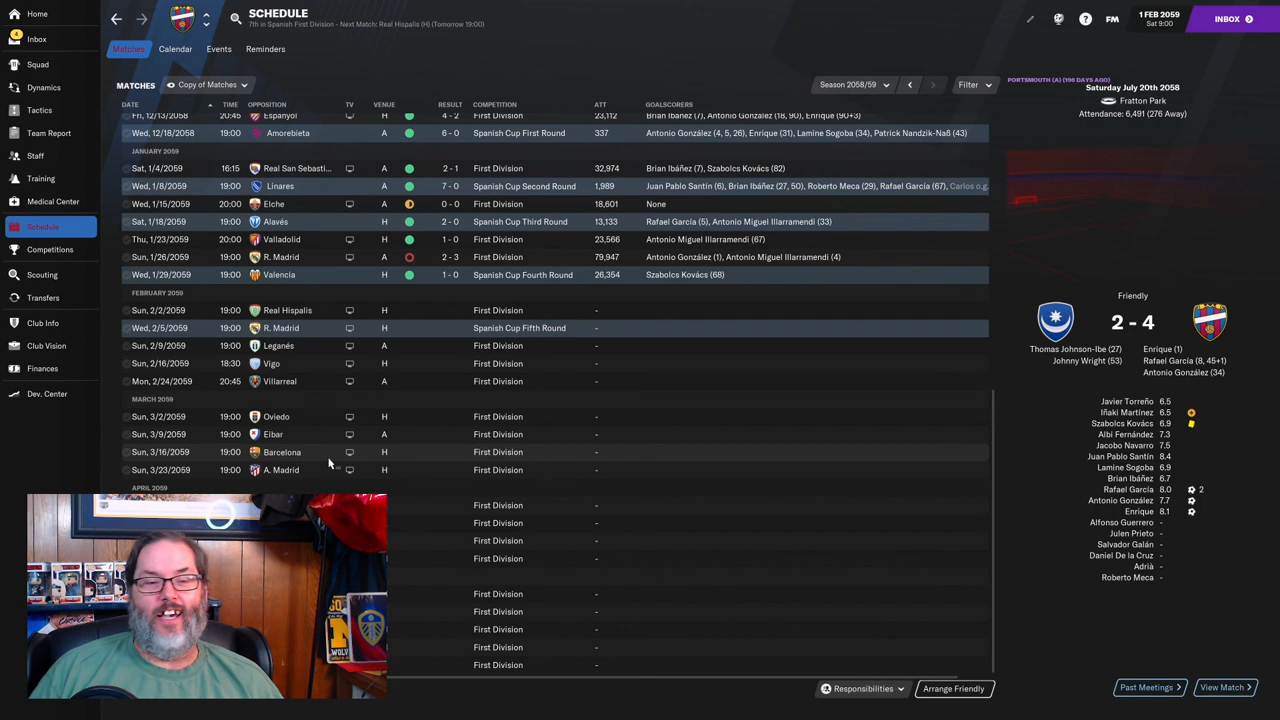 Home
SCHEDULE
7th in Spanish First Division - Next Match: Real Hispalis (H) (Tomorrow 19:00)
FM
1 FEB 2059
Sat 9:00
INBOX
4
Inbox
Squad
Dynamics
Tactics
Team Report
Staff
Training
Medical Center
Schedule
Competitions
Scouting
Transfers
Club Info
Club Vision
Finances
Dev. Center
Matches Calendar Events Reminders
MATCHES Copy of Matches Season 2058/59 Filter
DATE TIME OPPOSITION TV VENUE RESULT COMPETITION ATT GOALSCORERS
Fri, 12/13/2058 20:45 Espanyol H 4 - 2 First Division 23,112 Brian Ibáñez (7), Antonio González (18, 90), Enrique (90+3)
Wed, 12/18/2058 19:00 Amorebieta A 6 - 0 Spanish Cup First Round 337 Antonio González (4, 5, 26), Enrique (31), Lamine Sogoba (34), Patrick Nandzik-Naß (43)
JANUARY 2059
Sat, 1/4/2059 16:15 Real San Sebasti... A 2 - 1 First Division 32,974 Brian Ibáñez (7), Szabolcs Kovács (82)
Wed, 1/8/2059 19:00 Linares A 7 - 0 Spanish Cup Second Round 1,989 Juan Pablo Santín (6), Brian Ibáñez (27, 50), Roberto Meca (29), Rafael García (67), Carlos o.g.
Wed, 1/15/2059 20:00 Elche A 0 - 0 First Division 18,601 None
Sat, 1/18/2059 19:00 Alavés H 2 - 0 Spanish Cup Third Round 13,133 Rafael García (5), Antonio Miguel Illarramendi (33)
Thu, 1/23/2059 20:00 Valladolid H 1 - 0 First Division 23,566 Antonio Miguel Illarramendi (67)
Sun, 1/26/2059 19:00 R. Madrid A 2 - 3 First Division 79,947 Antonio González (1), Antonio Miguel Illarramendi (4)
Wed, 1/29/2059 19:00 Valencia H 1 - 0 Spanish Cup Fourth Round 26,354 Szabolcs Kovács (68)
FEBRUARY 2059
Sun, 2/2/2059 19:00 Real Hispalis H First Division -
Wed, 2/5/2059 19:00 R. Madrid H Spanish Cup Fifth Round -
Sun, 2/9/2059 19:00 Leganés A First Division -
Sun, 2/16/2059 18:30 Vigo H First Division -
Mon, 2/24/2059 20:45 Villarreal A First Division -
MARCH 2059
Sun, 3/2/2059 19:00 Oviedo H First Division -
Sun, 3/9/2059 19:00 Eibar A First Division -
Sun, 3/16/2059 19:00 Barcelona H First Division -
Sun, 3/23/2059 19:00 A. Madrid H First Division -
APRIL 2059
First Division -
First Division -
First Division -
First Division -
First Division -
First Division -
First Division -
First Division -
First Division -
Responsibilities Arrange Friendly
PORTSMOUTH (A) (196 DAYS AGO)
Saturday July 20th 2058
Fratton Park
Attendance: 6,491 (276 Away)
Friendly
2 - 4
Thomas Johnson-Ibe (27) Enrique (1)
Johnny Wright (53) Rafael García (8, 45+1)
Antonio González (34)
Javier Torreño 6.5
Iñaki Martínez 6.5
Szabolcs Kovács 6.9
Albi Fernández 7.3
Jacobo Navarro 7.5
Juan Pablo Santín 8.4
Lamine Sogoba 6.9
Brian Ibáñez 6.7
Rafael García 8.0 2
Antonio González 7.7
Enrique 8.1
Alfonso Guerrero -
Julen Prieto -
Salvador Galán -
Daniel De la Cruz -
Adrià -
Roberto Meca -
Past Meetings View Match